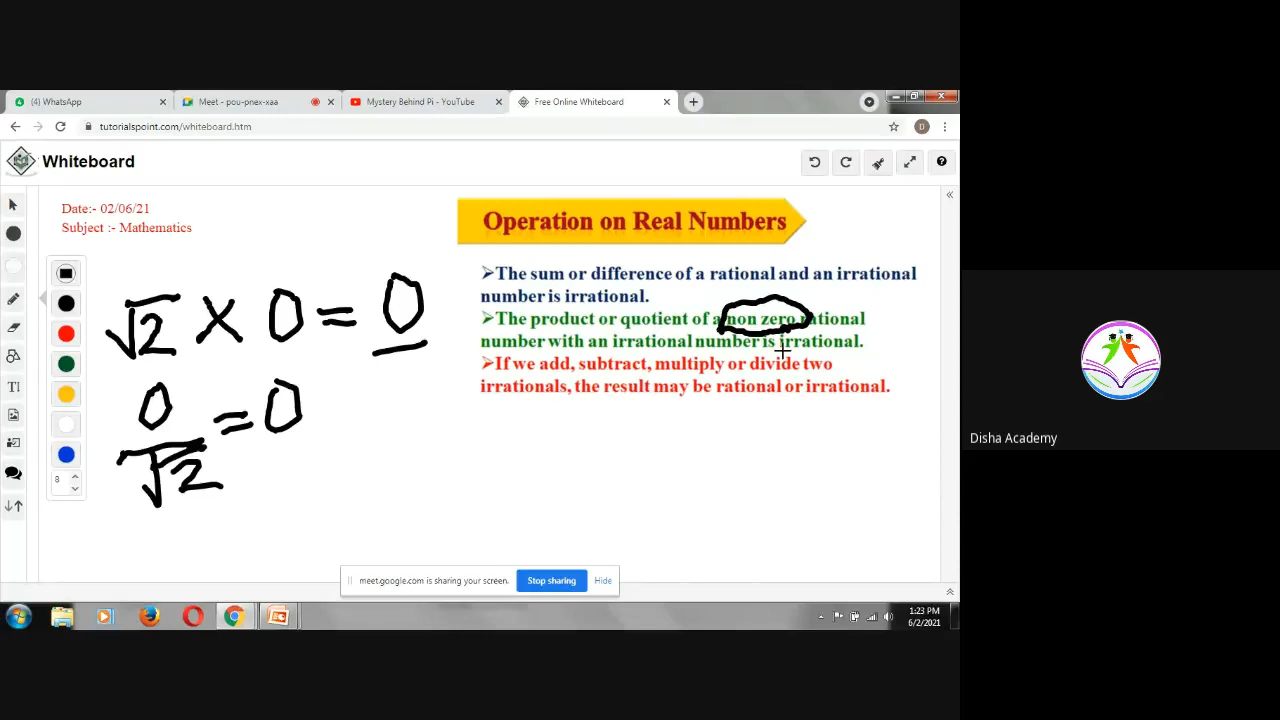 (4) WhatsApp
Meet - pou-pnex-xaa
Mystery Behind Pi - YouTube
Free Online Whiteboard
tutorialspoint.com/whiteboard.htm
D
Whiteboard
Date:- 02/06/21
Subject :- Mathematics
Operation on Real Numbers
➢The sum or difference of a rational and an irrational
number is irrational.
➢The product or quotient of a non zero rational
number with an irrational number is irrational.
➢If we add, subtract, multiply or divide two
irrationals, the result may be rational or irrational.
√2 × 0 = 0
0/√2 = 0
TI
8
Disha Academy
meet.google.com is sharing your screen.
Stop sharing
Hide
1:23 PM
6/2/2021